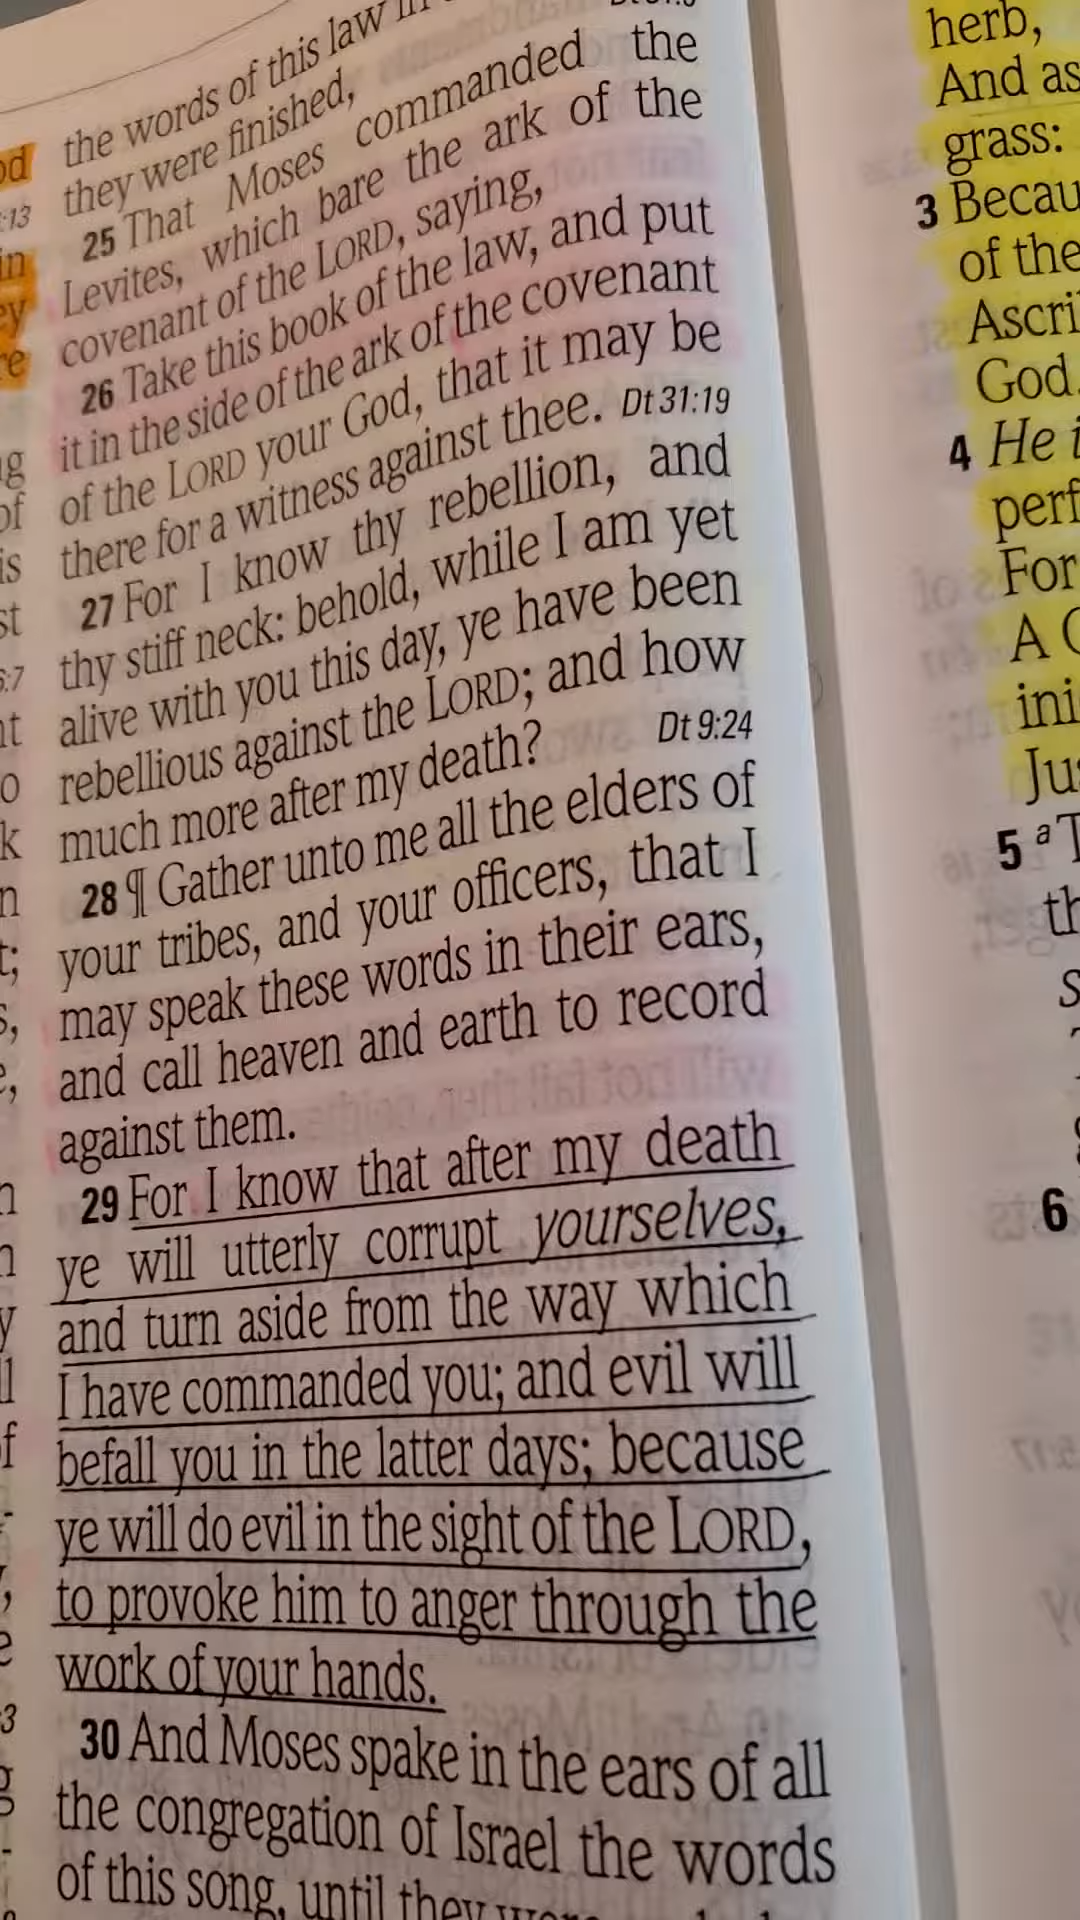 the words of this law in
they were finished,
25 That Moses commanded the
Levites, which bare the ark of the
covenant of the LORD, saying,
26 Take this book of the law, and put
it in the side of the ark of the covenant
of the LORD your God, that it may be
there for a witness against thee. Dt 31:19
27 For I know thy rebellion, and
thy stiff neck: behold, while I am yet
alive with you this day, ye have been
rebellious against the LORD; and how
much more after my death? Dt 9:24
28 ¶ Gather unto me all the elders of
your tribes, and your officers, that I
may speak these words in their ears,
and call heaven and earth to record
against them.
29 For I know that after my death
ye will utterly corrupt yourselves,
and turn aside from the way which
I have commanded you; and evil will
befall you in the latter days; because
ye will do evil in the sight of the LORD,
to provoke him to anger through the
work of your hands.
30 And Moses spake in the ears of all
the congregation of Israel the words
of this song, until they
herb,
And as
grass:
3 Becau
of the
Ascri
God.
4 He i
perf
For
A
ini
Ju
5 a T
th
6